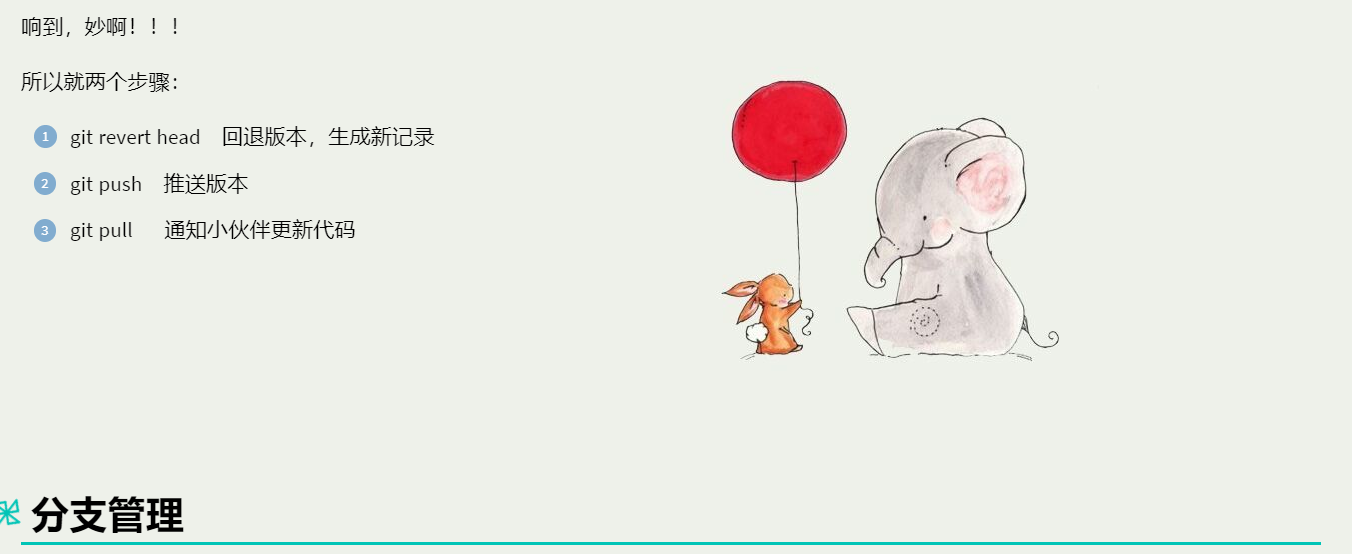 响到，妙啊！！！
所以就两个步骤：
1 git revert head 回退版本，生成新记录
2 git push 推送版本
3 git pull 通知小伙伴更新代码
分支管理